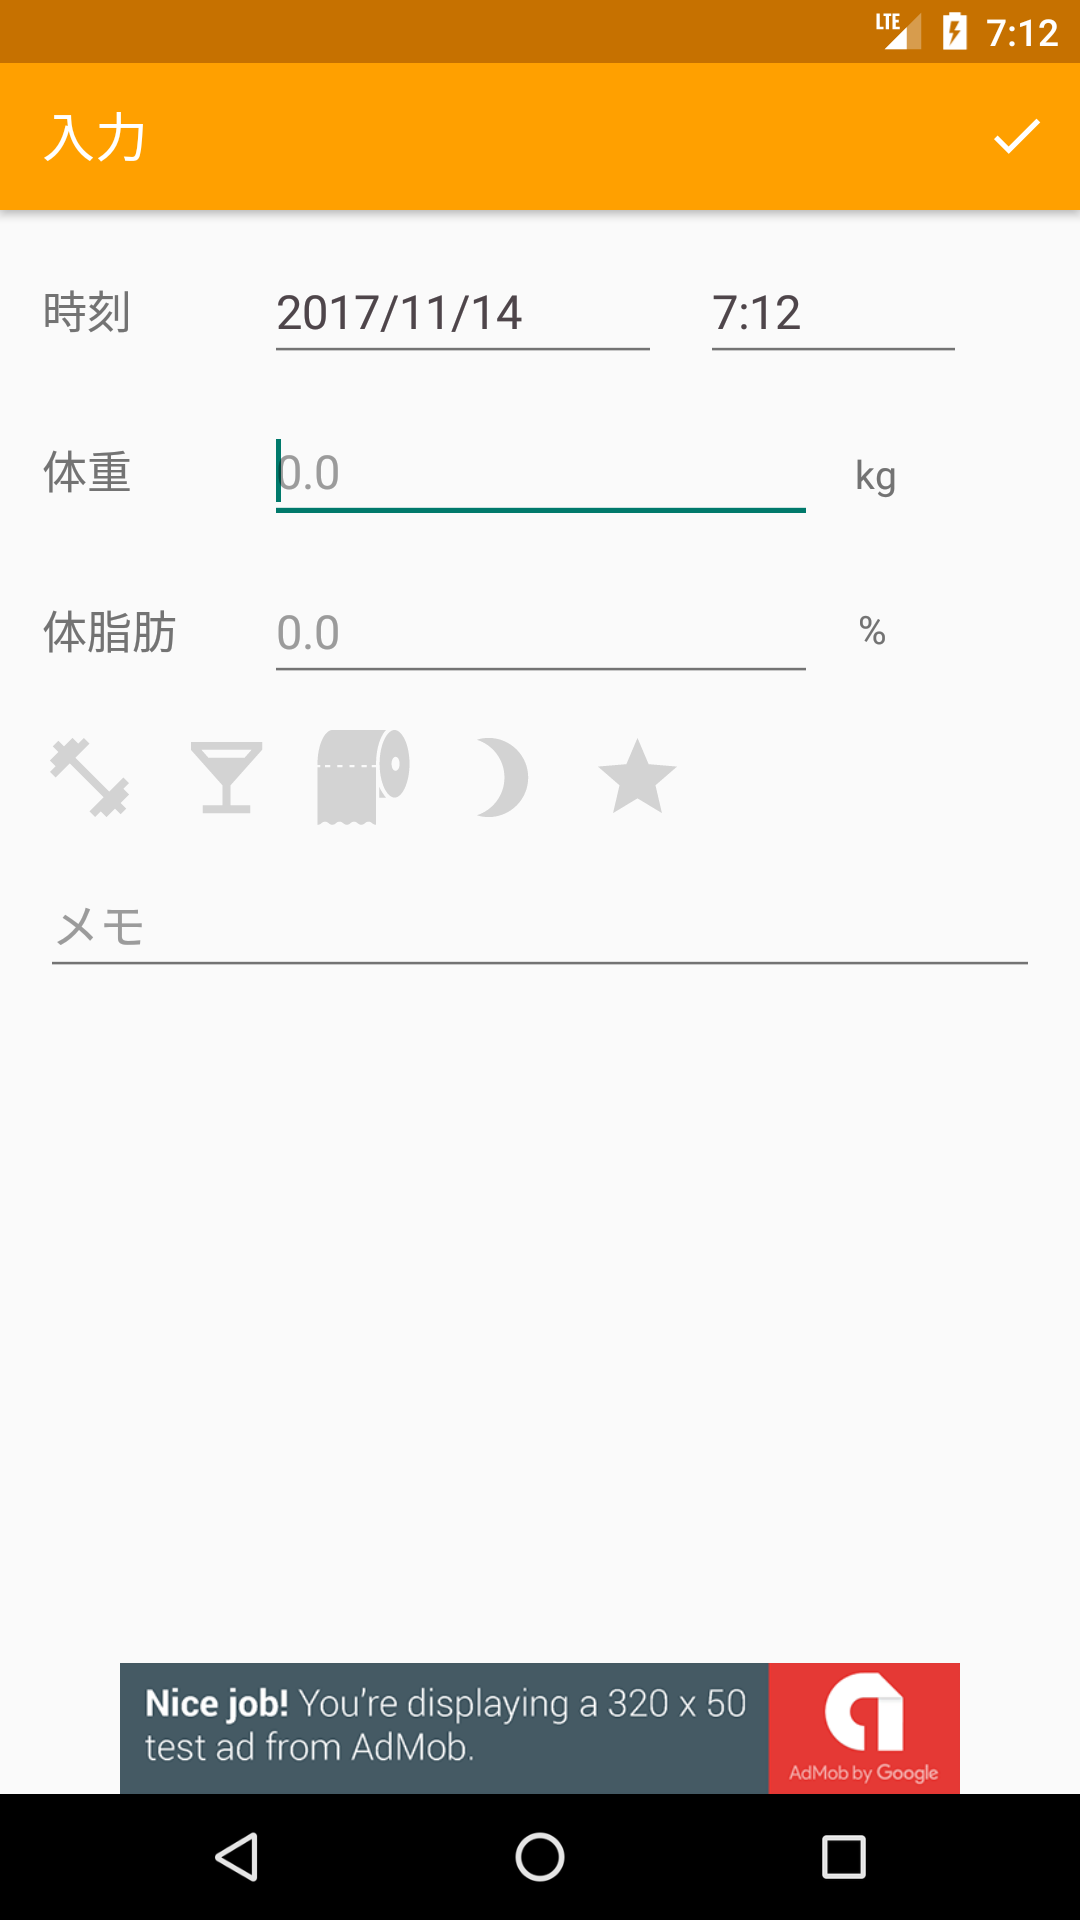 LTE 7:12
入力
時刻 2017/11/14 7:12
体重 0.0 kg
体脂肪 0.0 %
メモ
Nice job! You're displaying a 320 x 50
test ad from AdMob.
AdMob by Google